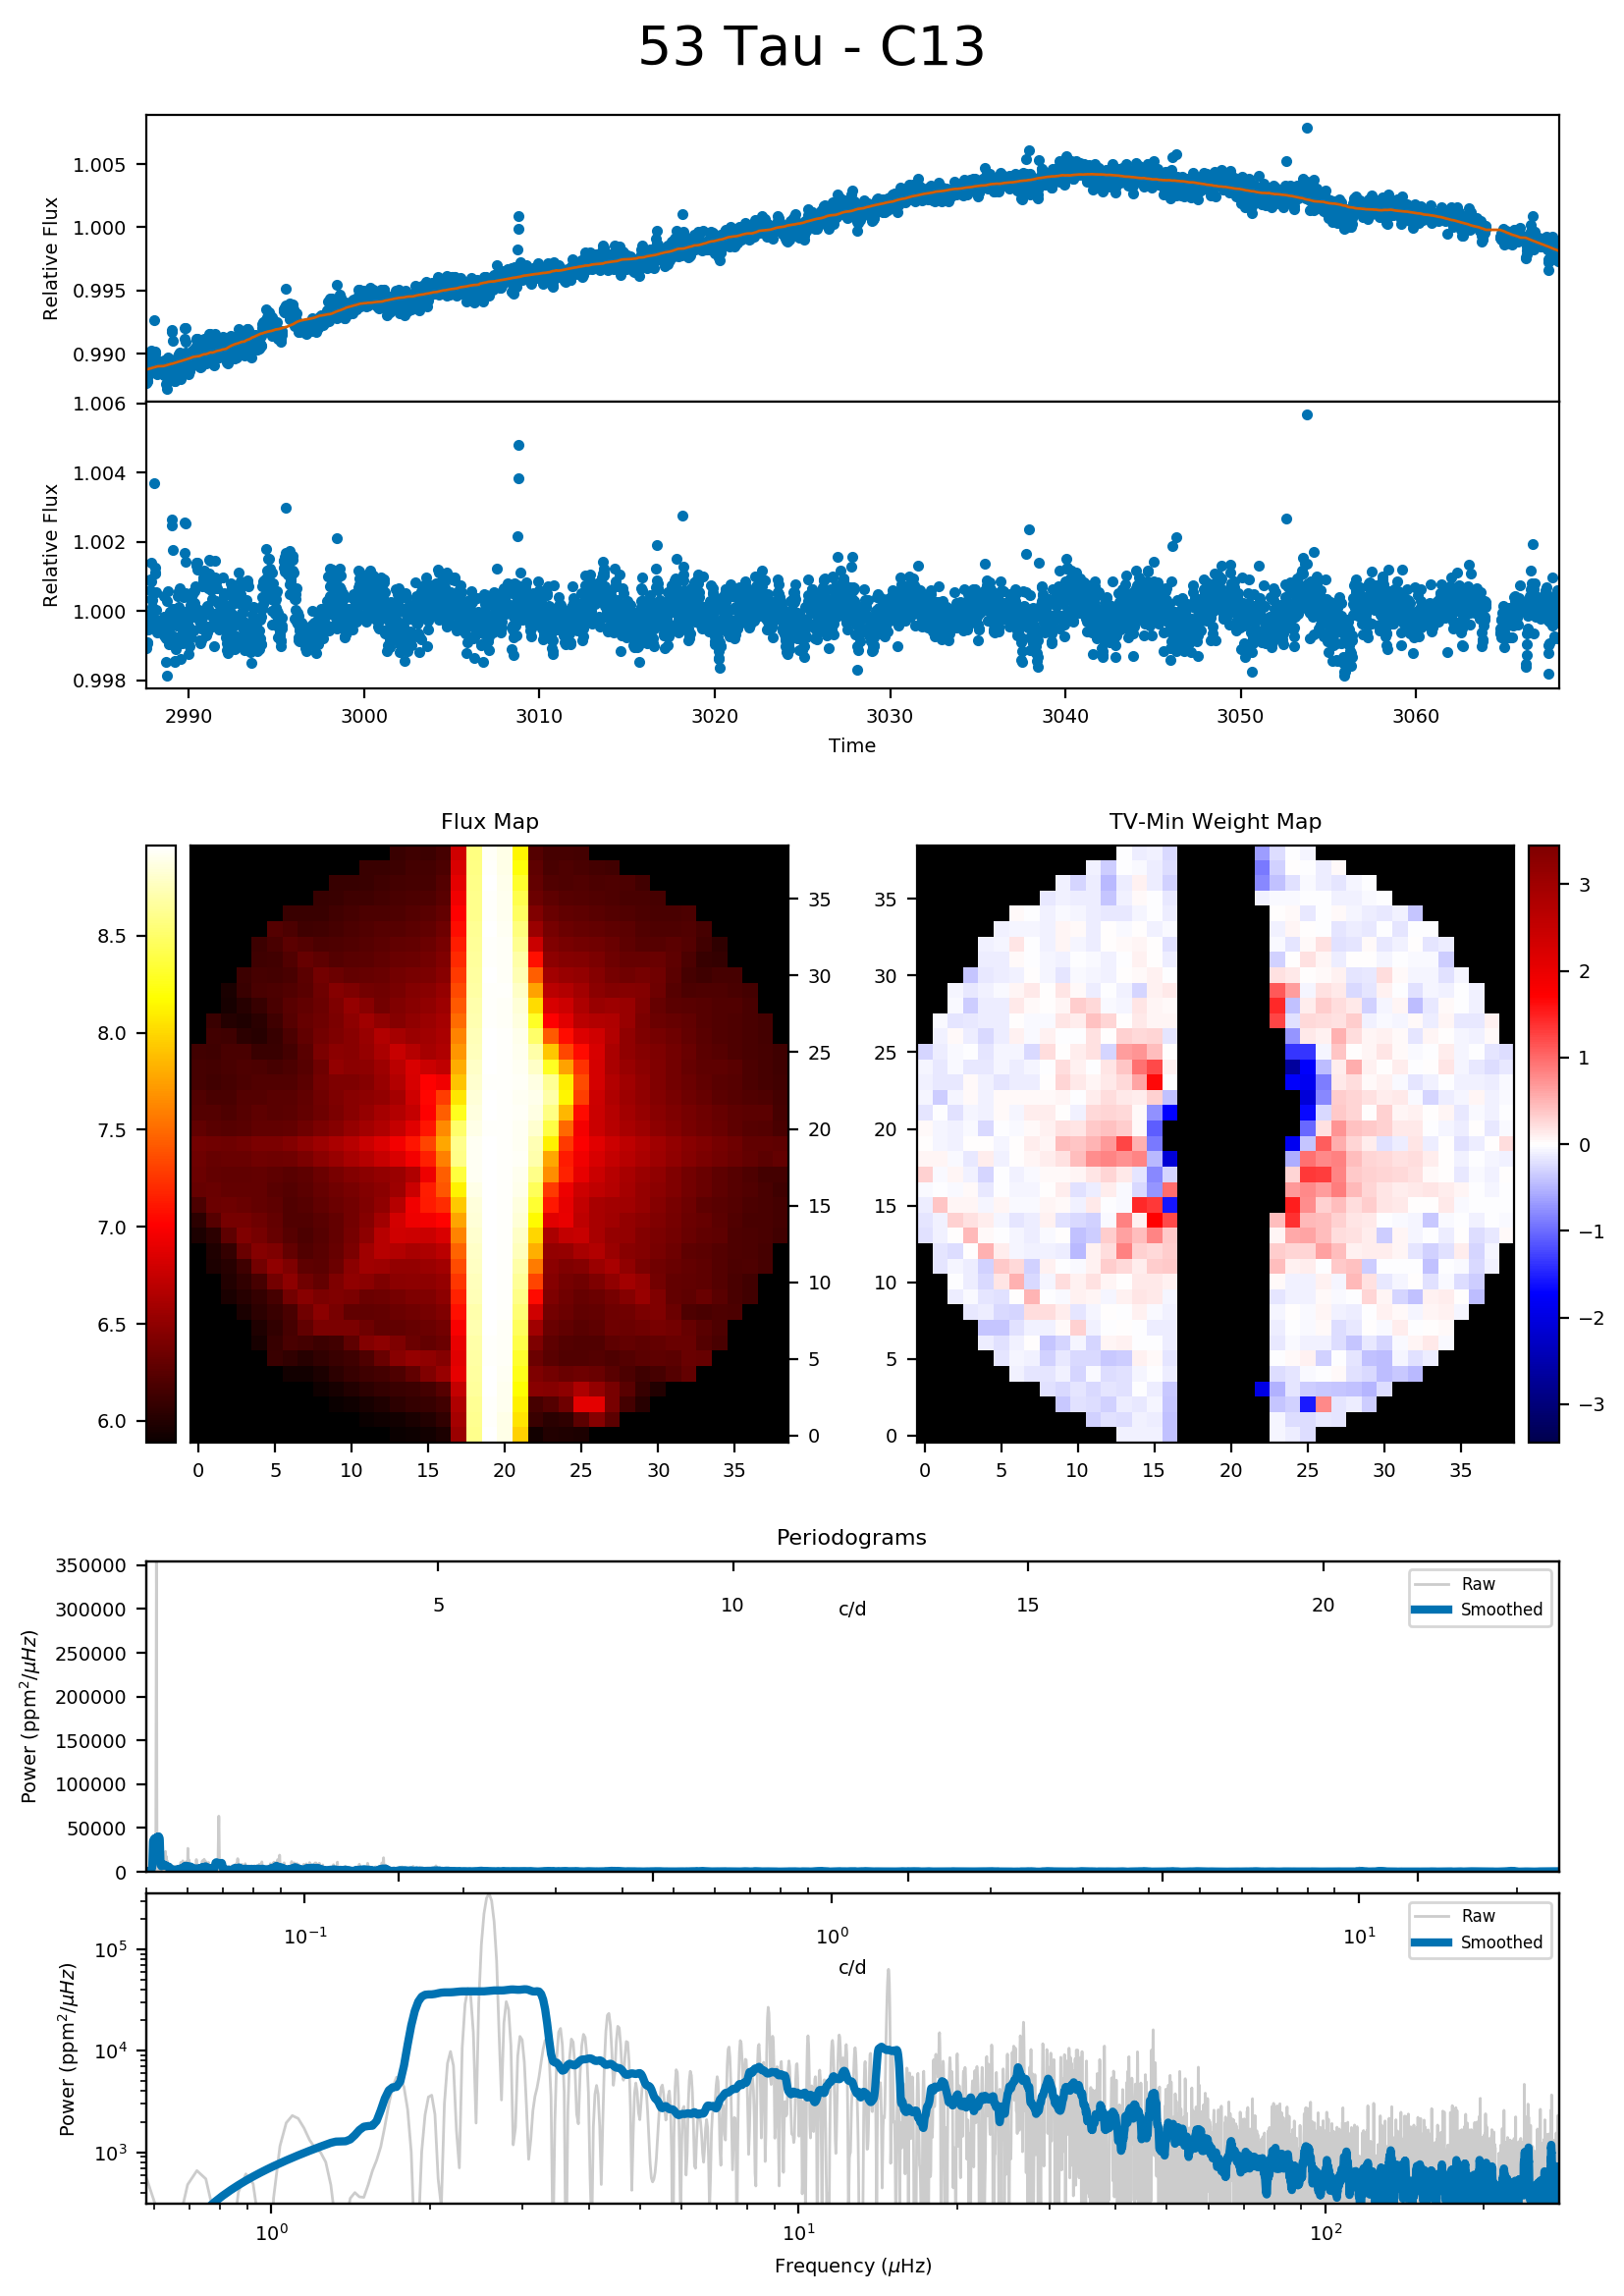 53 Tau - C13
Relative Flux
1.005
1.000
0.995
0.990
Relative Flux
1.006
1.004
1.002
1.000
0.998
2990 3000 3010 3020 3030 3040 3050 3060
Time
Flux Map
8.5
8.0
7.5
7.0
6.5
6.0
35
30
25
20
15
10
5
0
0 5 10 15 20 25 30 35
TV-Min Weight Map
35
30
25
20
15
10
5
0
0 5 10 15 20 25 30 35
3
2
1
0
−1
−2
−3
Periodograms
Power (ppm²/μHz)
350000
300000
250000
200000
150000
100000
50000
0
5 10 15 20
c/d
Raw
Smoothed
Power (ppm²/μHz)
10⁵
10⁴
10³
10⁻¹ 10⁰ 10¹
c/d
Raw
Smoothed
10⁰ 10¹ 10²
Frequency (μHz)